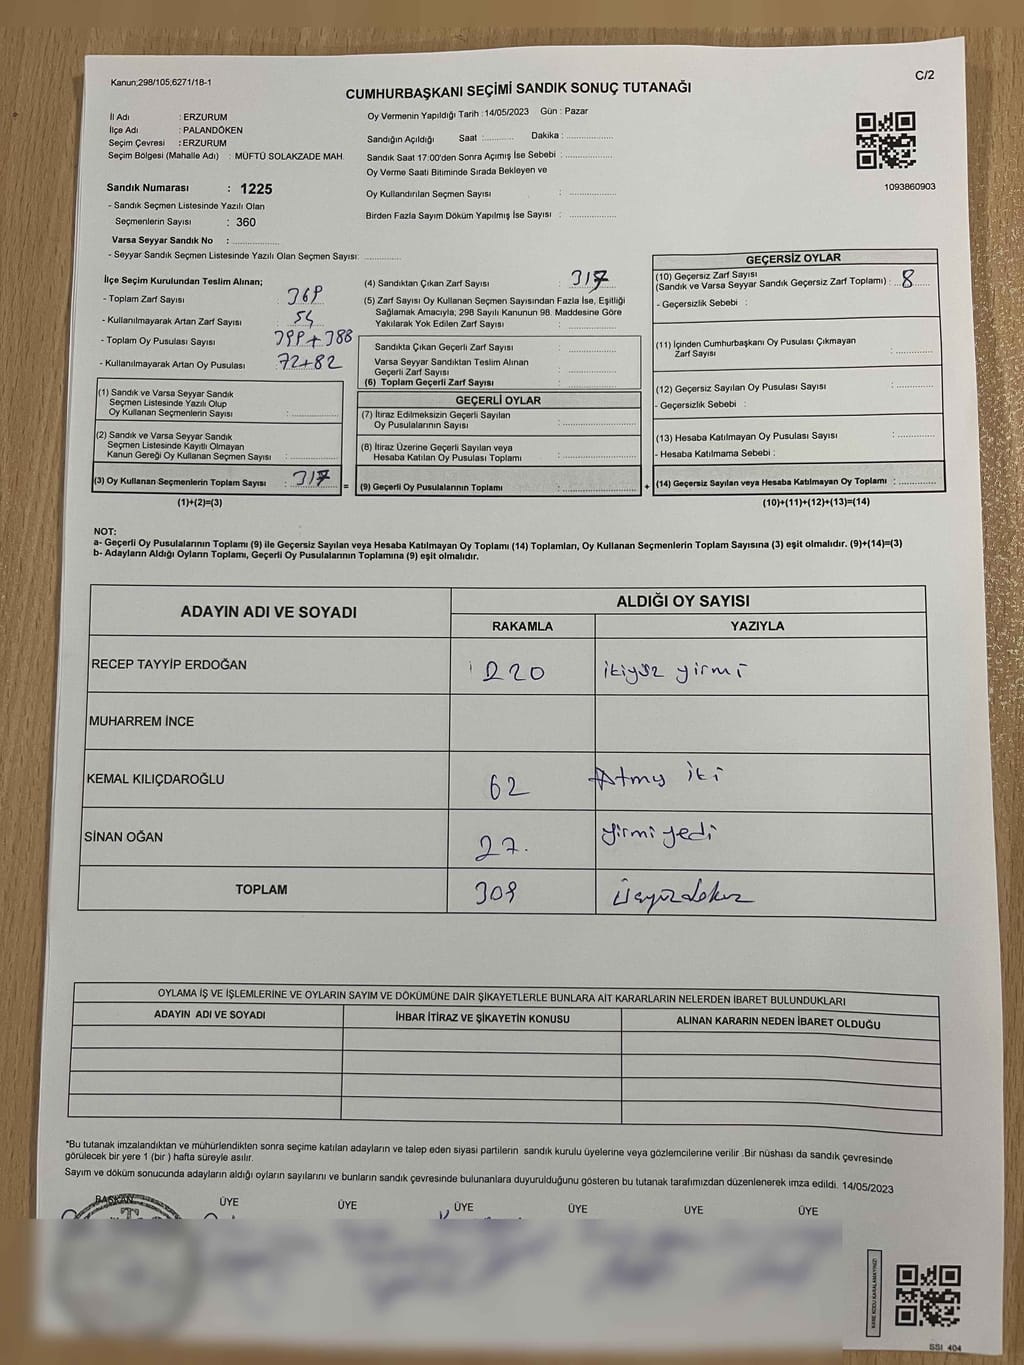 Kanun;298/105;6271/18-1
C/2
CUMHURBAŞKANI SEÇİMİ SANDIK SONUÇ TUTANAĞI
İl Adı : ERZURUM
İlçe Adı : PALANDÖKEN
Seçim Çevresi : ERZURUM
Seçim Bölgesi (Mahalle Adı) : MÜFTÜ SOLAKZADE MAH.
Sandık Numarası : 1225
- Sandık Seçmen Listesinde Yazılı Olan
Seçmenlerin Sayısı : 360
Varsa Seyyar Sandık No : ..............
- Seyyar Sandık Seçmen Listesinde Yazılı Olan Seçmen Sayısı: ...........
Oy Vermenin Yapıldığı Tarih : 14/05/2023 Gün : Pazar
Sandığın Açıldığı Saat :......... Dakika : ..............
Sandık Saat 17:00'den Sonra Açımış İse Sebebi : ..............
Oy Verme Saati Bitiminde Sırada Bekleyen ve
Oy Kullandırılan Seçmen Sayısı : ..............
Birden Fazla Sayım Döküm Yapılmış İse Sayısı : ..............
1093860903
İlçe Seçim Kurulundan Teslim Alınan;
- Toplam Zarf Sayısı : 369
- Kullanılmayarak Artan Zarf Sayısı :
- Toplam Oy Pusulası Sayısı : 399+388
- Kullanılmayarak Artan Oy Pusulası : 72+82
(1) Sandık ve Varsa Seyyar Sandık
Seçmen Listesinde Yazılı Olup
Oy Kullanan Seçmenlerin Sayısı : ..............
(2) Sandık ve Varsa Seyyar Sandık
Seçmen Listesinde Kayıtlı Olmayan
Kanun Gereği Oy Kullanan Seçmen Sayısı : ..............
(3) Oy Kullanan Seçmenlerin Toplam Sayısı : 317
(1)+(2)=(3)
(4) Sandıktan Çıkan Zarf Sayısı : 317
(5) Zarf Sayısı Oy Kullanan Seçmen Sayısından Fazla İse, Eşitliği
Sağlamak Amacıyla; 298 Sayılı Kanunun 98. Maddesine Göre
Yakılarak Yok Edilen Zarf Sayısı : ..............
Sandıkta Çıkan Geçerli Zarf Sayısı : ..............
Varsa Seyyar Sandıktan Teslim Alınan
Geçerli Zarf Sayısı : ..............
(6) Toplam Geçerli Zarf Sayısı : ..............
GEÇERLİ OYLAR
(7) İtiraz Edilmeksizin Geçerli Sayılan
Oy Pusulalarının Sayısı : ..............
(8) İtiraz Üzerine Geçerli Sayılan veya
Hesaba Katılan Oy Pusulası Toplamı : ..............
= (9) Geçerli Oy Pusulalarının Toplamı : ..............
GEÇERSİZ OYLAR
(10) Geçersiz Zarf Sayısı
(Sandık ve Varsa Seyyar Sandık Geçersiz Zarf Toplamı) : 8
- Geçersizlik Sebebi :
(11) İçinden Cumhurbaşkanı Oy Pusulası Çıkmayan
Zarf Sayısı : ..............
(12) Geçersiz Sayılan Oy Pusulası Sayısı : ..............
- Geçersizlik Sebebi :
(13) Hesaba Katılmayan Oy Pusulası Sayısı : ..............
- Hesaba Katılmama Sebebi :
+ (14) Geçersiz Sayılan veya Hesaba Katılmayan Oy Toplamı : ..............
(10)+(11)+(12)+(13)=(14)
NOT:
a- Geçerli Oy Pusulalarının Toplamı (9) ile Geçersiz Sayılan veya Hesaba Katılmayan Oy Toplamı (14) Toplamları, Oy Kullanan Seçmenlerin Toplam Sayısına (3) eşit olmalıdır. (9)+(14)=(3)
b- Adayların Aldığı Oyların Toplamı, Geçerli Oy Pusulalarının Toplamına (9) eşit olmalıdır.
ADAYIN ADI VE SOYADI ALDIĞI OY SAYISI
RAKAMLA YAZIYLA
RECEP TAYYİP ERDOĞAN 220 ikiyüz yirmi
MUHARREM İNCE
KEMAL KILIÇDAROĞLU 62 Atmış iki
SİNAN OĞAN 27. yirmi yedi
TOPLAM 309 Üçyüzdokuz
OYLAMA İŞ VE İŞLEMLERİNE VE OYLARIN SAYIM VE DÖKÜMÜNE DAİR ŞİKAYETLERLE BUNLARA AİT KARARLARIN NELERDEN İBARET BULUNDUKLARI
ADAYIN ADI VE SOYADI İHBAR İTİRAZ VE ŞİKAYETİN KONUSU ALINAN KARARIN NEDEN İBARET OLDUĞU
*Bu tutanak imzalandıktan ve mühürlendikten sonra seçime katılan adayların ve talep eden siyasi partilerin sandık kurulu üyelerine veya gözlemcilerine verilir .Bir nüshası da sandık çevresinde
görülecek bir yere 1 (bir ) hafta süreyle asılır.
Sayım ve döküm sonucunda adayların aldığı oyların sayılarını ve bunların sandık çevresinde bulunanlara duyurulduğunu gösteren bu tutanak tarafımızdan düzenlenerek imza edildi. 14/05/2023
BAŞKAN ÜYE ÜYE ÜYE ÜYE ÜYE ÜYE
KARE KODU KARALAMAYINIZ!
SSI 404